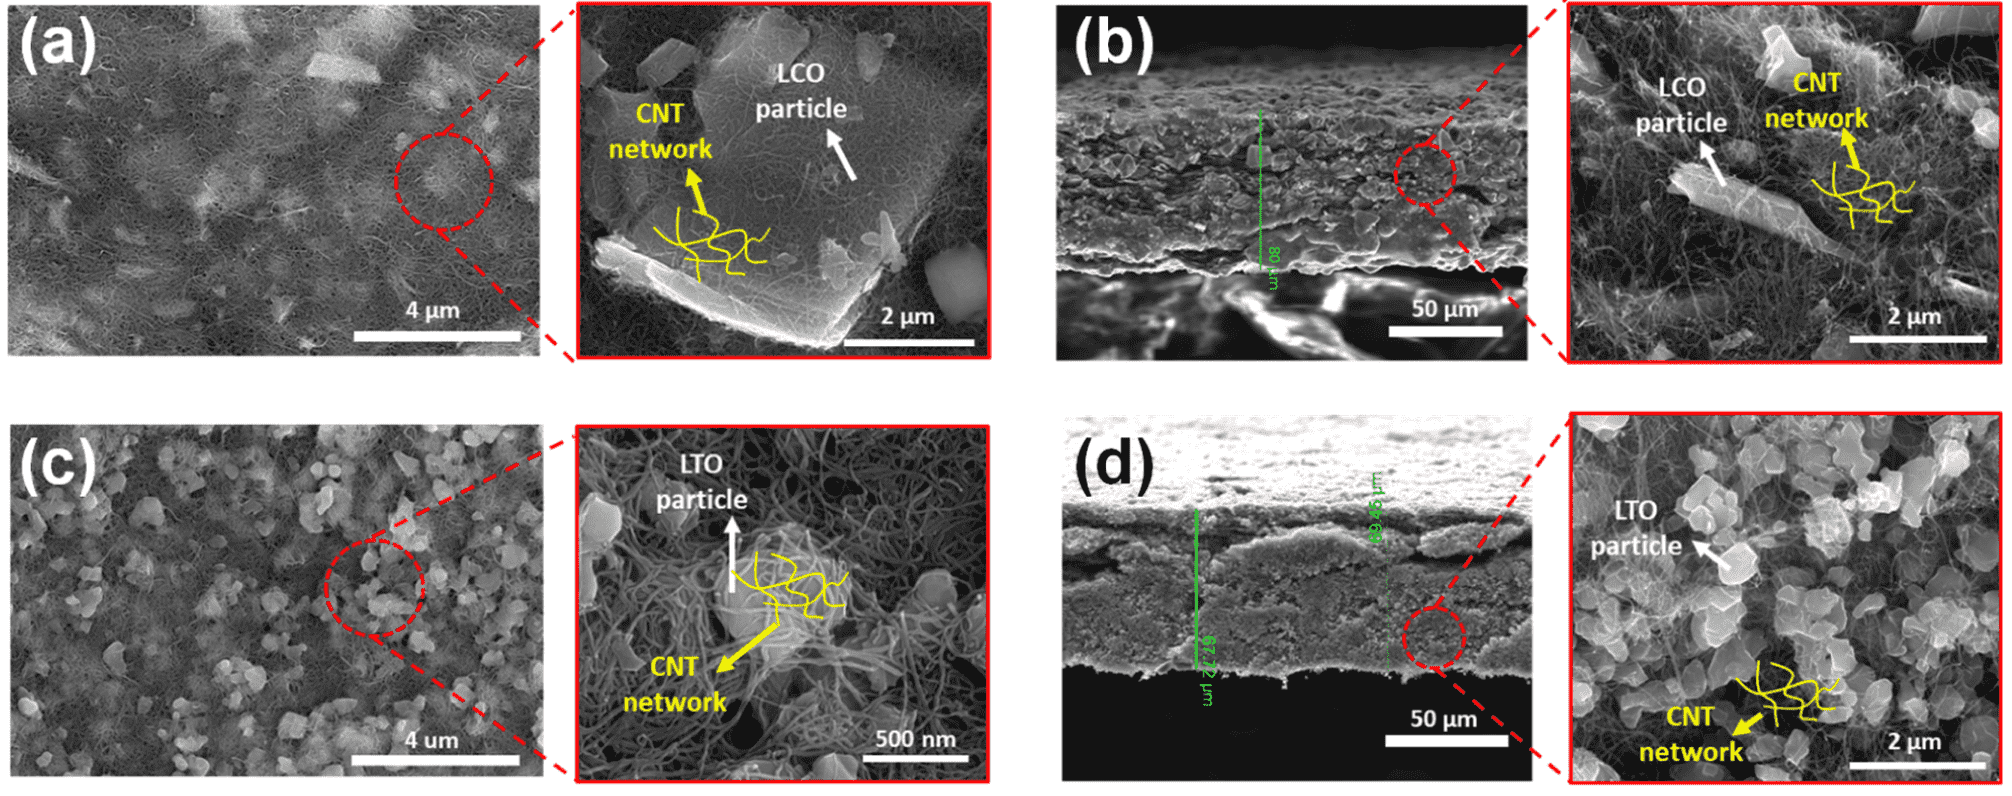 (a)
LCO
particle
CNT
network
4 µm
2 µm
(b)
LCO
particle
CNT
network
80 µm
50 µm
2 µm
(c)
LTO
particle
CNT
network
4 um
500 nm
(d)
69.45 µm
67.72 µm
LTO
particle
CNT
network
50 µm
2 µm